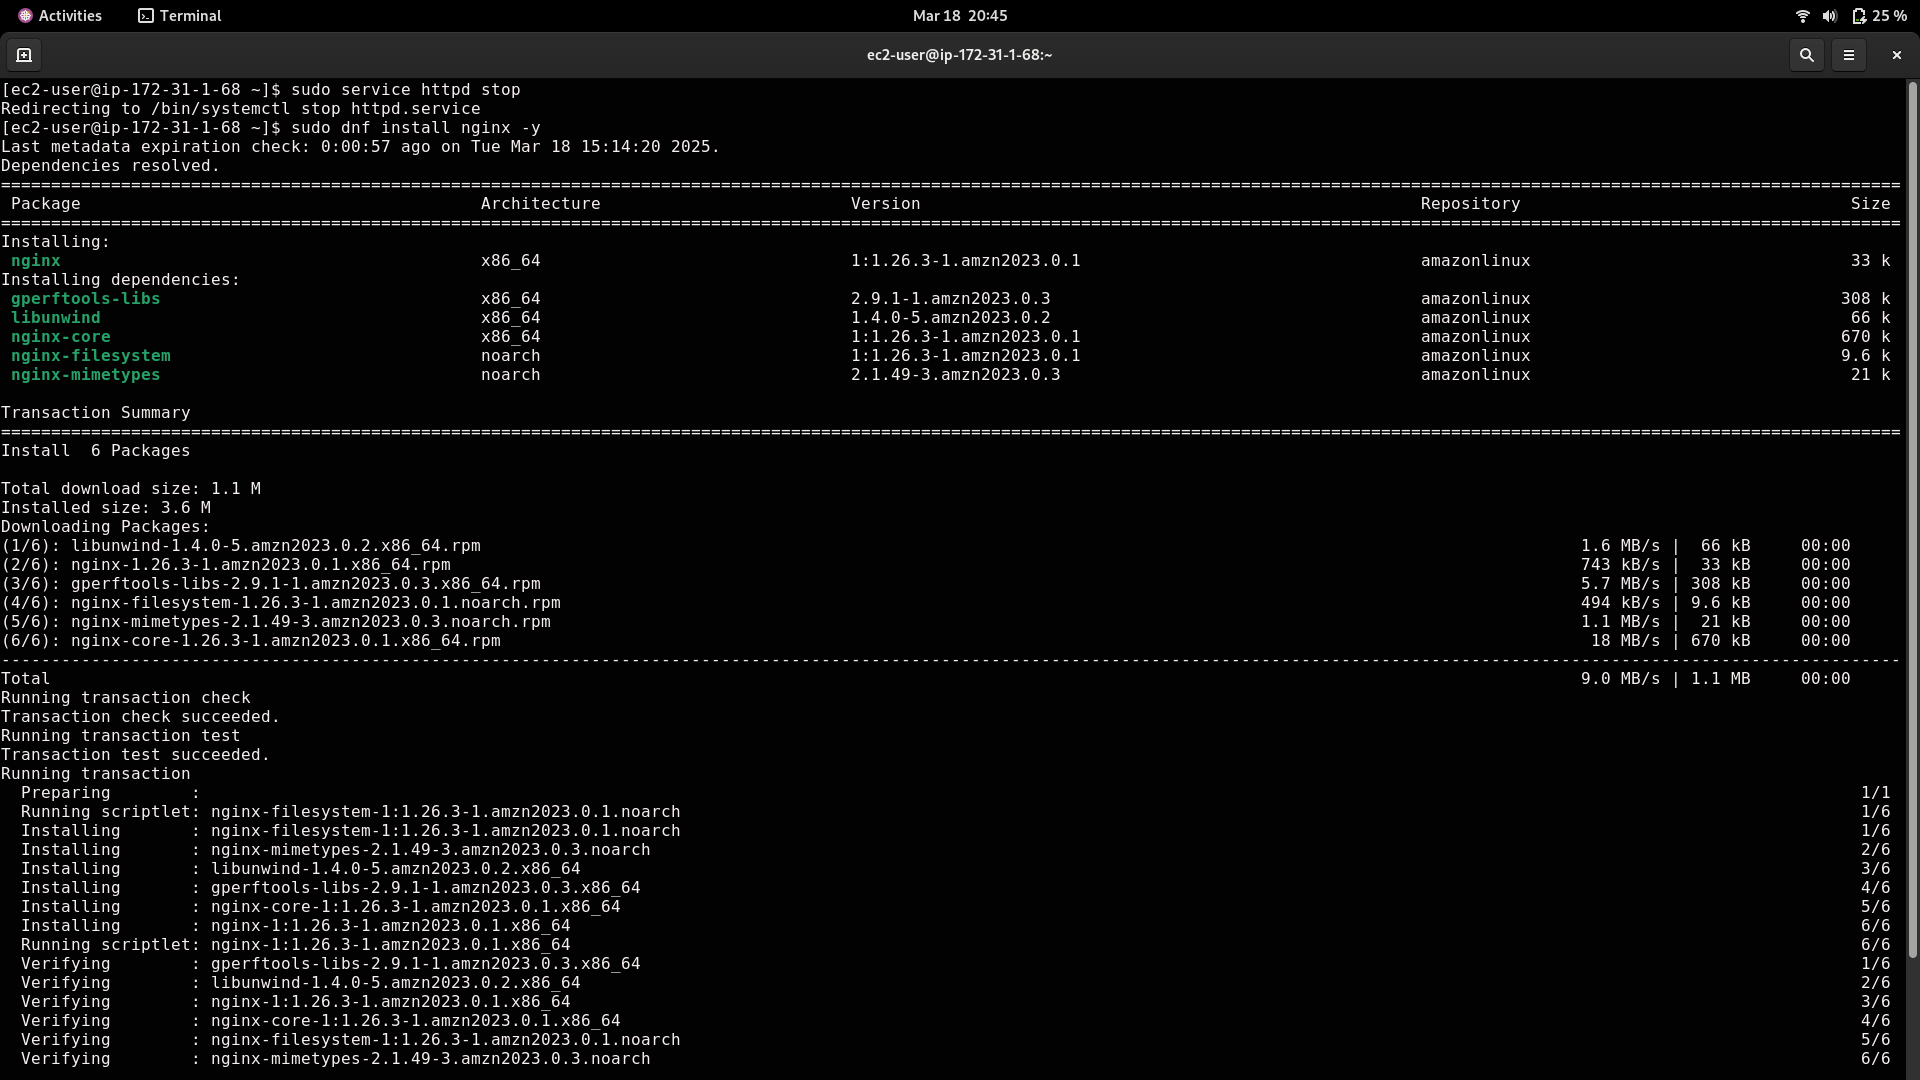 Activities Terminal Mar 18 20:45 25 %
ec2-user@ip-172-31-1-68:~
[ec2-user@ip-172-31-1-68 ~]$ sudo service httpd stop
Redirecting to /bin/systemctl stop httpd.service
[ec2-user@ip-172-31-1-68 ~]$ sudo dnf install nginx -y
Last metadata expiration check: 0:00:57 ago on Tue Mar 18 15:14:20 2025.
Dependencies resolved.
Package Architecture Version Repository Size
Installing:
nginx x86_64 1:1.26.3-1.amzn2023.0.1 amazonlinux 33 k
Installing dependencies:
gperftools-libs x86_64 2.9.1-1.amzn2023.0.3 amazonlinux 308 k
libunwind x86_64 1.4.0-5.amzn2023.0.2 amazonlinux 66 k
nginx-core x86_64 1:1.26.3-1.amzn2023.0.1 amazonlinux 670 k
nginx-filesystem noarch 1:1.26.3-1.amzn2023.0.1 amazonlinux 9.6 k
nginx-mimetypes noarch 2.1.49-3.amzn2023.0.3 amazonlinux 21 k
Transaction Summary
Install  6 Packages
Total download size: 1.1 M
Installed size: 3.6 M
Downloading Packages:
(1/6): libunwind-1.4.0-5.amzn2023.0.2.x86_64.rpm 1.6 MB/s |  66 kB 00:00
(2/6): nginx-1.26.3-1.amzn2023.0.1.x86_64.rpm 743 kB/s |  33 kB 00:00
(3/6): gperftools-libs-2.9.1-1.amzn2023.0.3.x86_64.rpm 5.7 MB/s | 308 kB 00:00
(4/6): nginx-filesystem-1.26.3-1.amzn2023.0.1.noarch.rpm 494 kB/s | 9.6 kB 00:00
(5/6): nginx-mimetypes-2.1.49-3.amzn2023.0.3.noarch.rpm 1.1 MB/s |  21 kB 00:00
(6/6): nginx-core-1.26.3-1.amzn2023.0.1.x86_64.rpm 18 MB/s | 670 kB 00:00
Total 9.0 MB/s | 1.1 MB 00:00
Running transaction check
Transaction check succeeded.
Running transaction test
Transaction test succeeded.
Running transaction
Preparing : 1/1
Running scriptlet: nginx-filesystem-1:1.26.3-1.amzn2023.0.1.noarch 1/6
Installing : nginx-filesystem-1:1.26.3-1.amzn2023.0.1.noarch 1/6
Installing : nginx-mimetypes-2.1.49-3.amzn2023.0.3.noarch 2/6
Installing : libunwind-1.4.0-5.amzn2023.0.2.x86_64 3/6
Installing : gperftools-libs-2.9.1-1.amzn2023.0.3.x86_64 4/6
Installing : nginx-core-1:1.26.3-1.amzn2023.0.1.x86_64 5/6
Installing : nginx-1:1.26.3-1.amzn2023.0.1.x86_64 6/6
Running scriptlet: nginx-1:1.26.3-1.amzn2023.0.1.x86_64 6/6
Verifying : gperftools-libs-2.9.1-1.amzn2023.0.3.x86_64 1/6
Verifying : libunwind-1.4.0-5.amzn2023.0.2.x86_64 2/6
Verifying : nginx-1:1.26.3-1.amzn2023.0.1.x86_64 3/6
Verifying : nginx-core-1:1.26.3-1.amzn2023.0.1.x86_64 4/6
Verifying : nginx-filesystem-1:1.26.3-1.amzn2023.0.1.noarch 5/6
Verifying : nginx-mimetypes-2.1.49-3.amzn2023.0.3.noarch 6/6